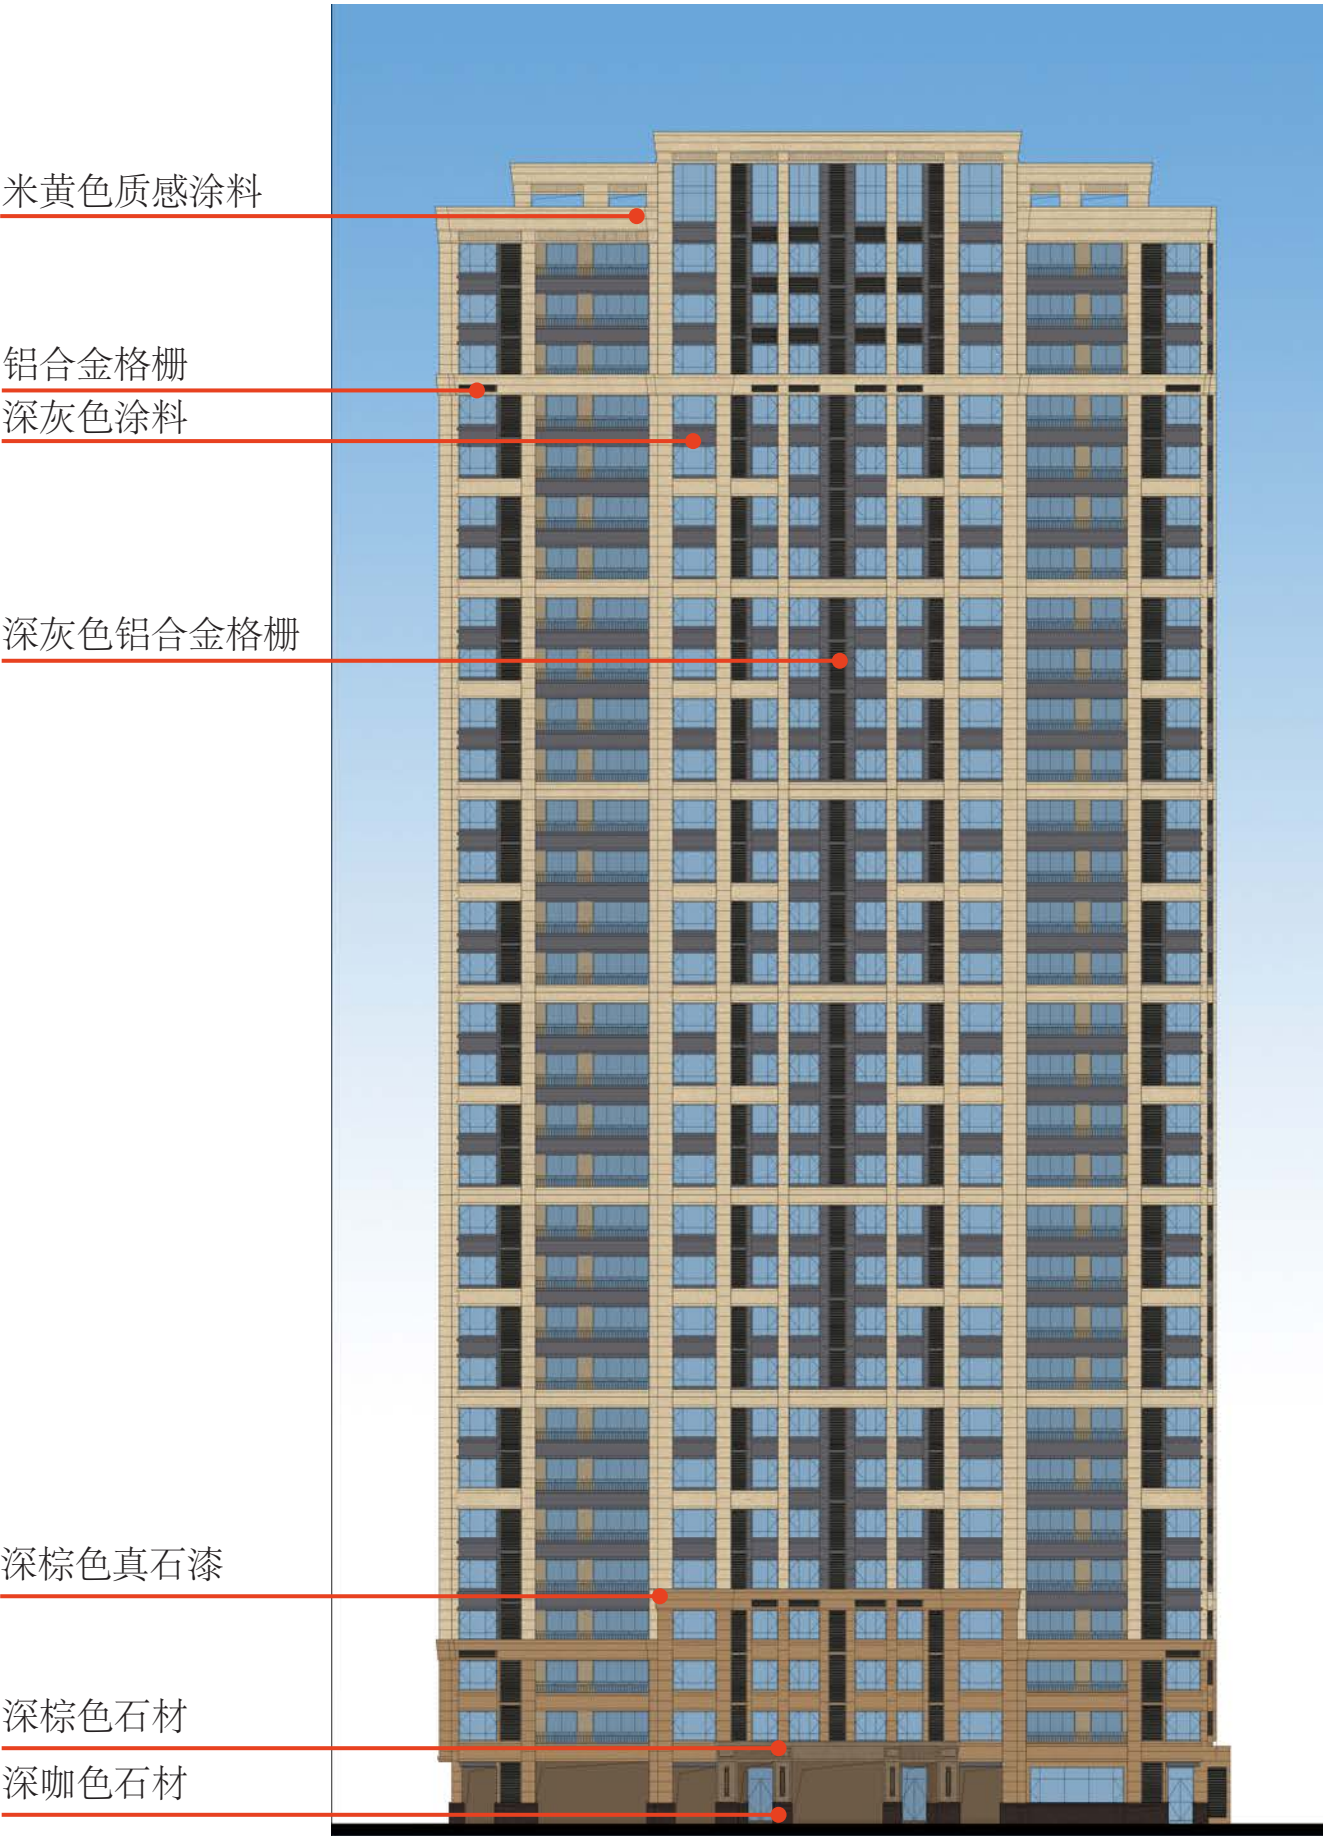 米黄色质感涂料
铝合金格栅
深灰色涂料
深灰色铝合金格栅
深棕色真石漆
深棕色石材
深咖色石材